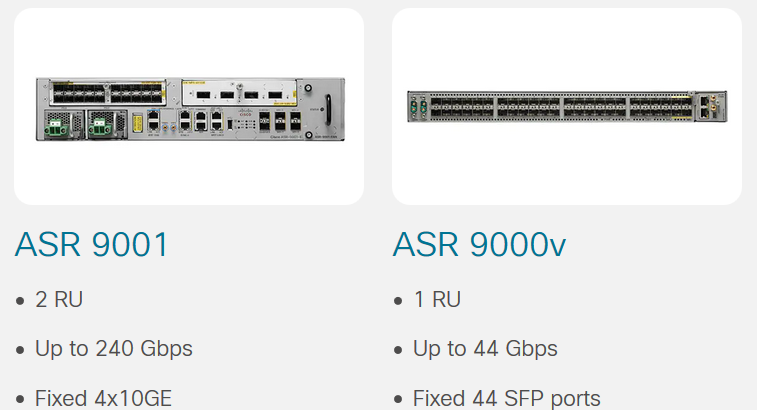 ASR 9001
• 2 RU
• Up to 240 Gbps
• Fixed 4x10GE
ASR 9000v
• 1 RU
• Up to 44 Gbps
• Fixed 44 SFP ports